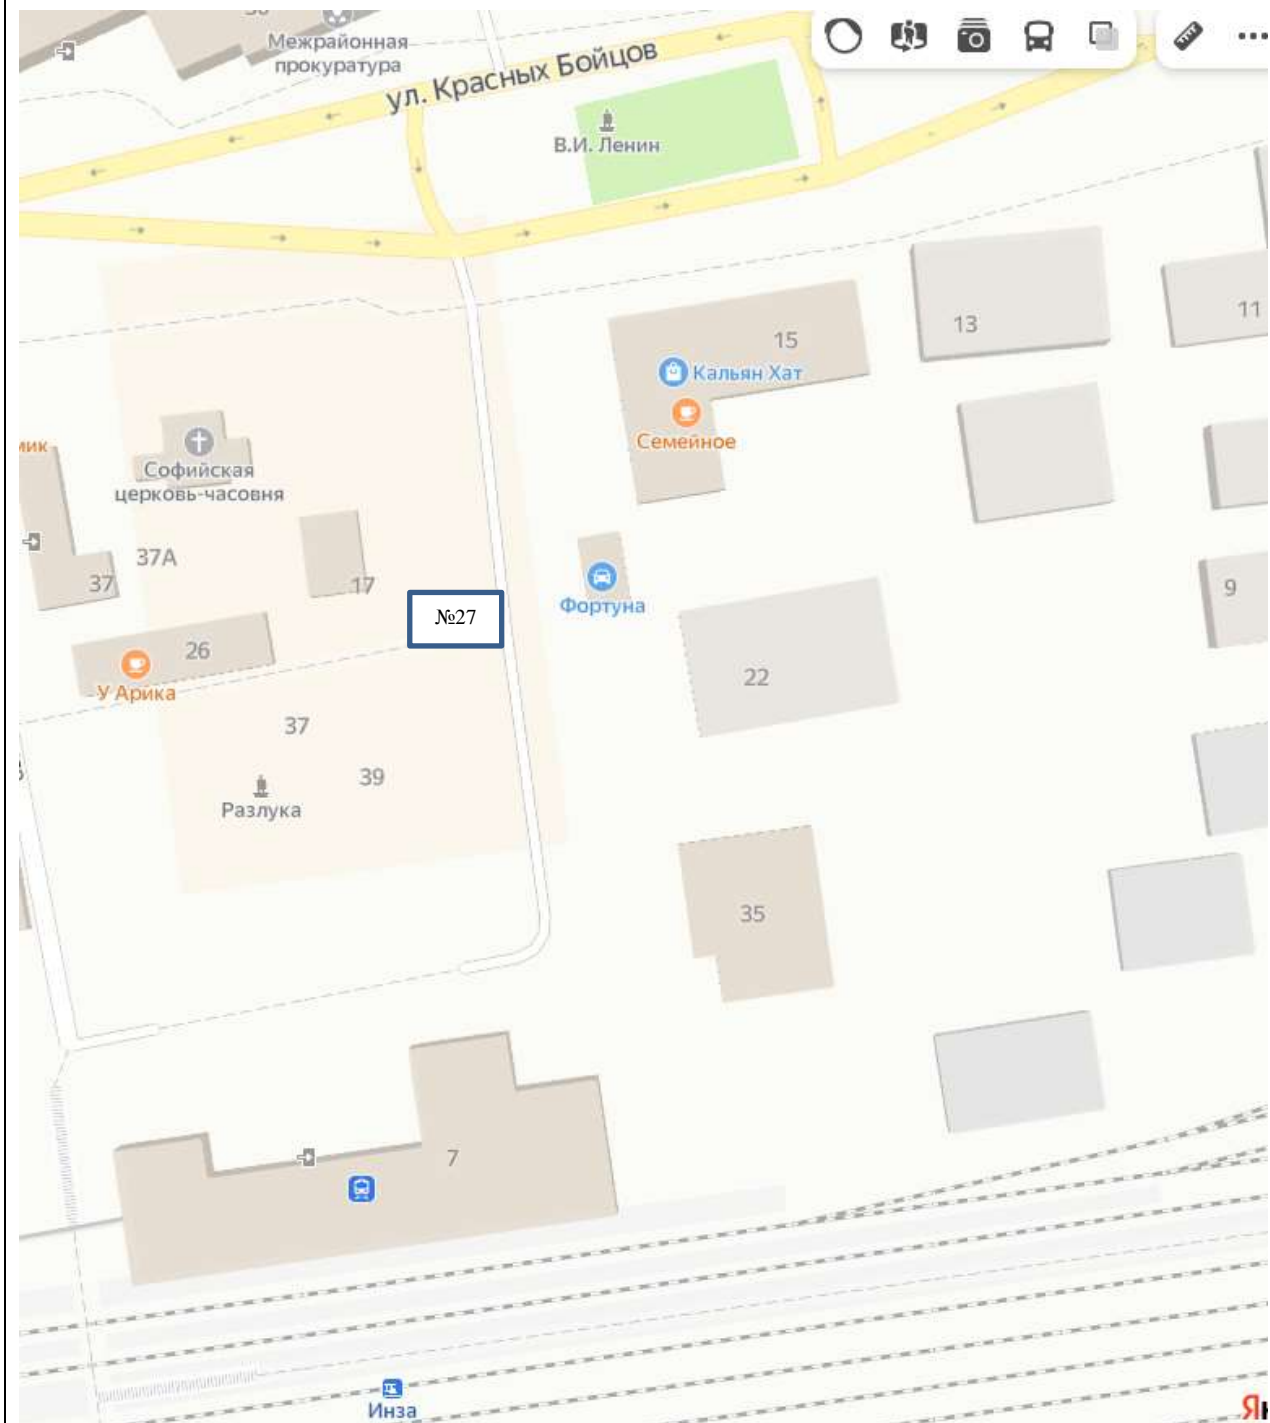 Межрайонная
прокуратура
ул. Красных Бойцов
В.И. Ленин
15
13
11
Кальян Хат
Семейное
Софийская
церковь-часовня
37А
37
17
№27
Фортуна
9
26
У Арика
22
37
39
Разлука
35
7
Инза